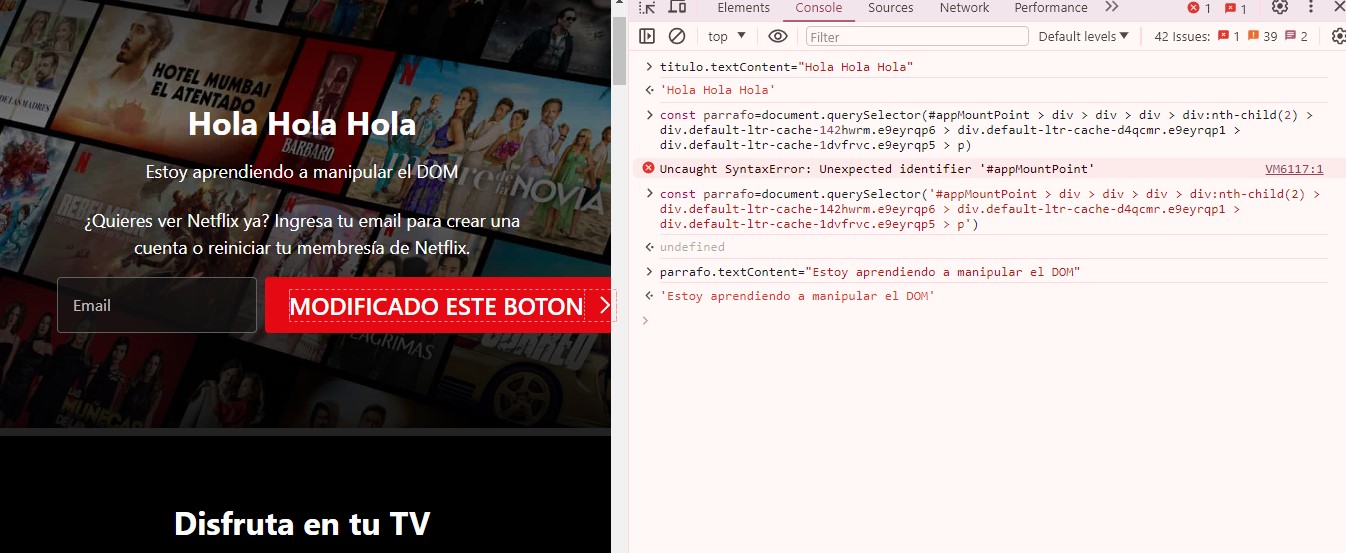 HOTEL MUMBAI
EL ATENTADO
DE LAS MADRES
BÁRBARO
madre
de la
NOVIA
LÁGRIMAS
LAS
MUÑECAS
Hola Hola Hola
Estoy aprendiendo a manipular el DOM
¿Quieres ver Netflix ya? Ingresa tu email para crear una
cuenta o reiniciar tu membresía de Netflix.
Email
MODIFICADO ESTE BOTON
Disfruta en tu TV
Elements Console Sources Network Performance 1 1
top Filter Default levels 42 Issues: 1 39 2
titulo.textContent="Hola Hola Hola"
'Hola Hola Hola'
const parrafo=document.querySelector(#appMountPoint > div > div > div > div:nth-child(2) >
div.default-ltr-cache-142hwrm.e9eyrqp6 > div.default-ltr-cache-d4qcmr.e9eyrqp1 >
div.default-ltr-cache-1dvfrvc.e9eyrqp5 > p)
Uncaught SyntaxError: Unexpected identifier '#appMountPoint' VM6117:1
const parrafo=document.querySelector('#appMountPoint > div > div > div > div:nth-child(2) >
div.default-ltr-cache-142hwrm.e9eyrqp6 > div.default-ltr-cache-d4qcmr.e9eyrqp1 >
div.default-ltr-cache-1dvfrvc.e9eyrqp5 > p')
undefined
parrafo.textContent="Estoy aprendiendo a manipular el DOM"
'Estoy aprendiendo a manipular el DOM'